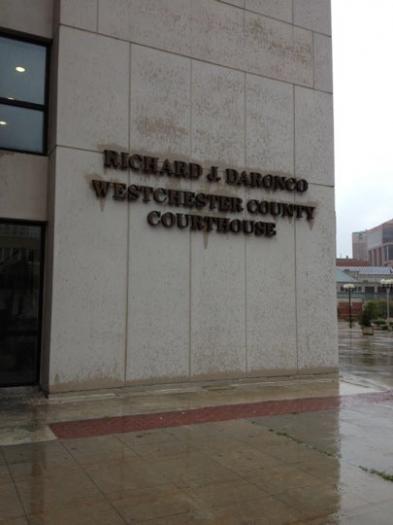 RICHARD J. DARONCO
WESTCHESTER COUNTY
COURTHOUSE